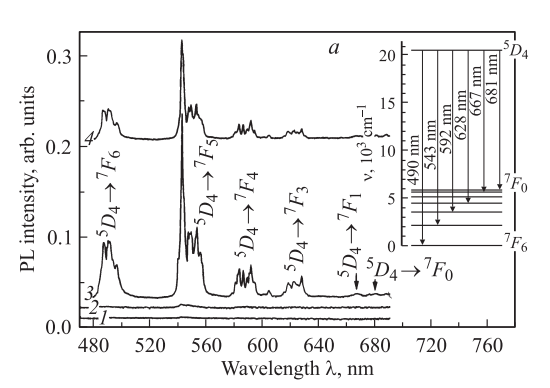 a
PL intensity, arb. units
0.3
0.2
0.1
0.0
4
3
2
1
⁵D₄→⁷F₆
⁵D₄→⁷F₅
⁵D₄→⁷F₄
⁵D₄→⁷F₃
⁵D₄→⁷F₁
⁵D₄→⁷F₀
480 520 560 600 640 680 720 760
Wavelength λ, nm
ν, 10³ cm⁻¹
20
15
10
5
0
490 nm
543 nm
592 nm
628 nm
667 nm
681 nm
⁵D₄
⁷F₀
⁷F₆